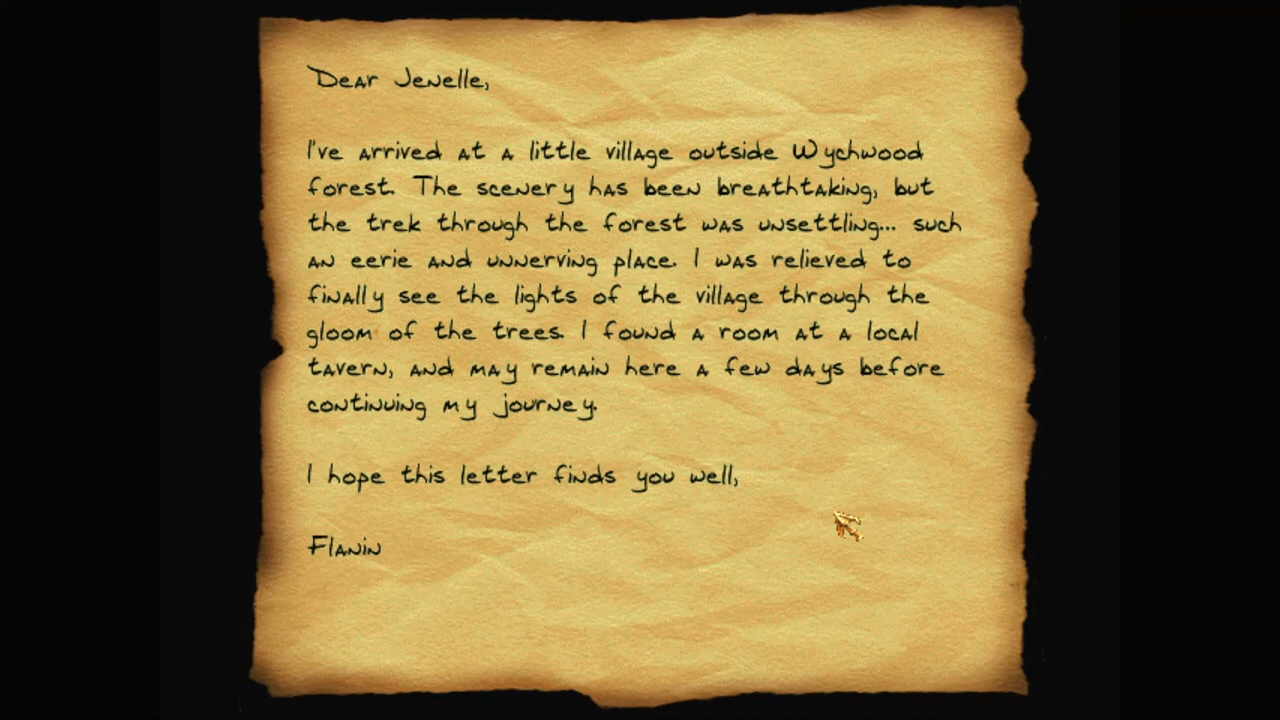 Dear Jenelle,
I've arrived at a little village outside Wychwood
forest. The scenery has been breathtaking, but
the trek through the forest was unsettling... such
an eerie and unnerving place. I was relieved to
finally see the lights of the village through the
gloom of the trees. I found a room at a local
tavern, and may remain here a few days before
continuing my journey.
I hope this letter finds you well,
Flanin